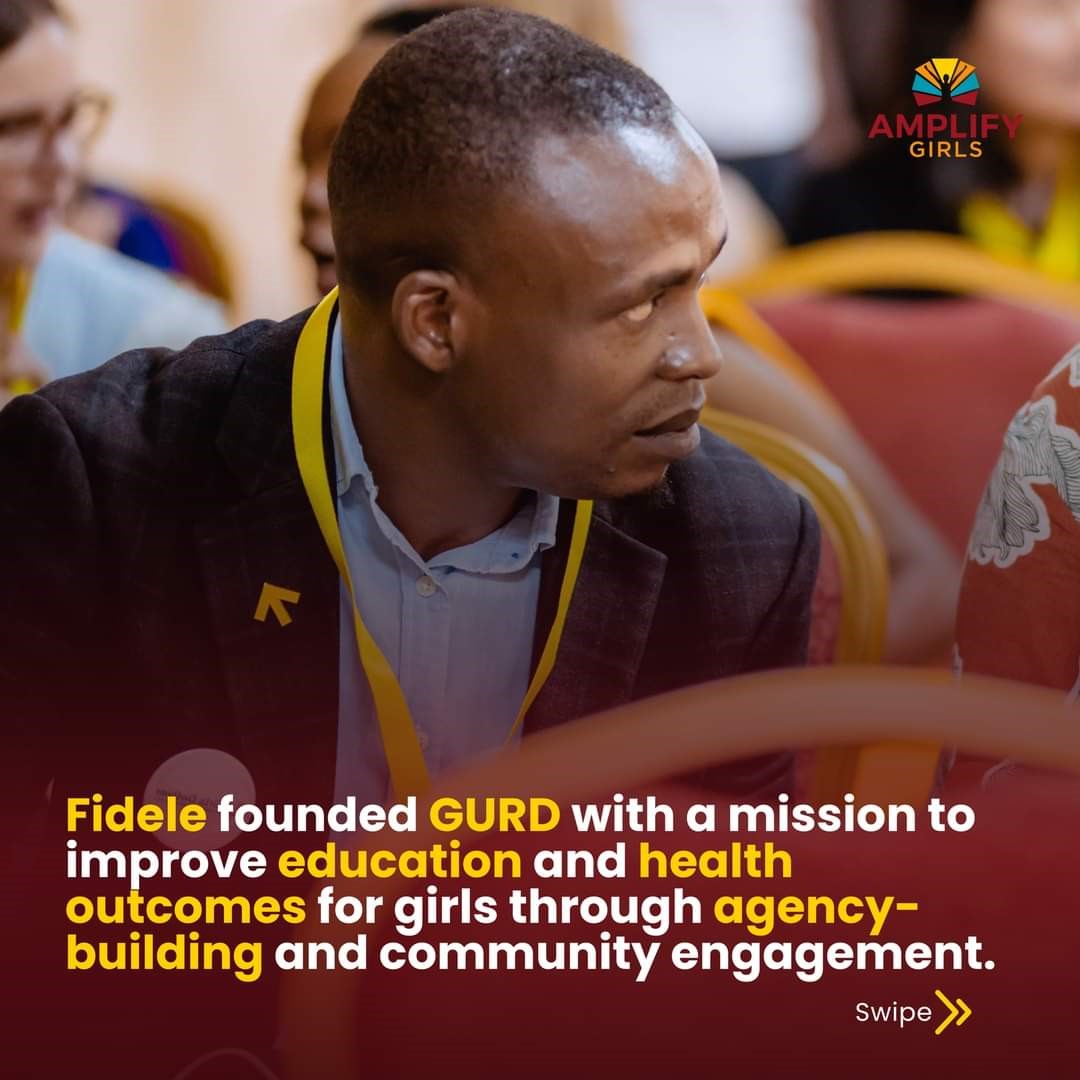 AMPLIFY
GIRLS
Fidele founded GURD with a mission to
improve education and health
outcomes for girls through agency-
building and community engagement.
Swipe